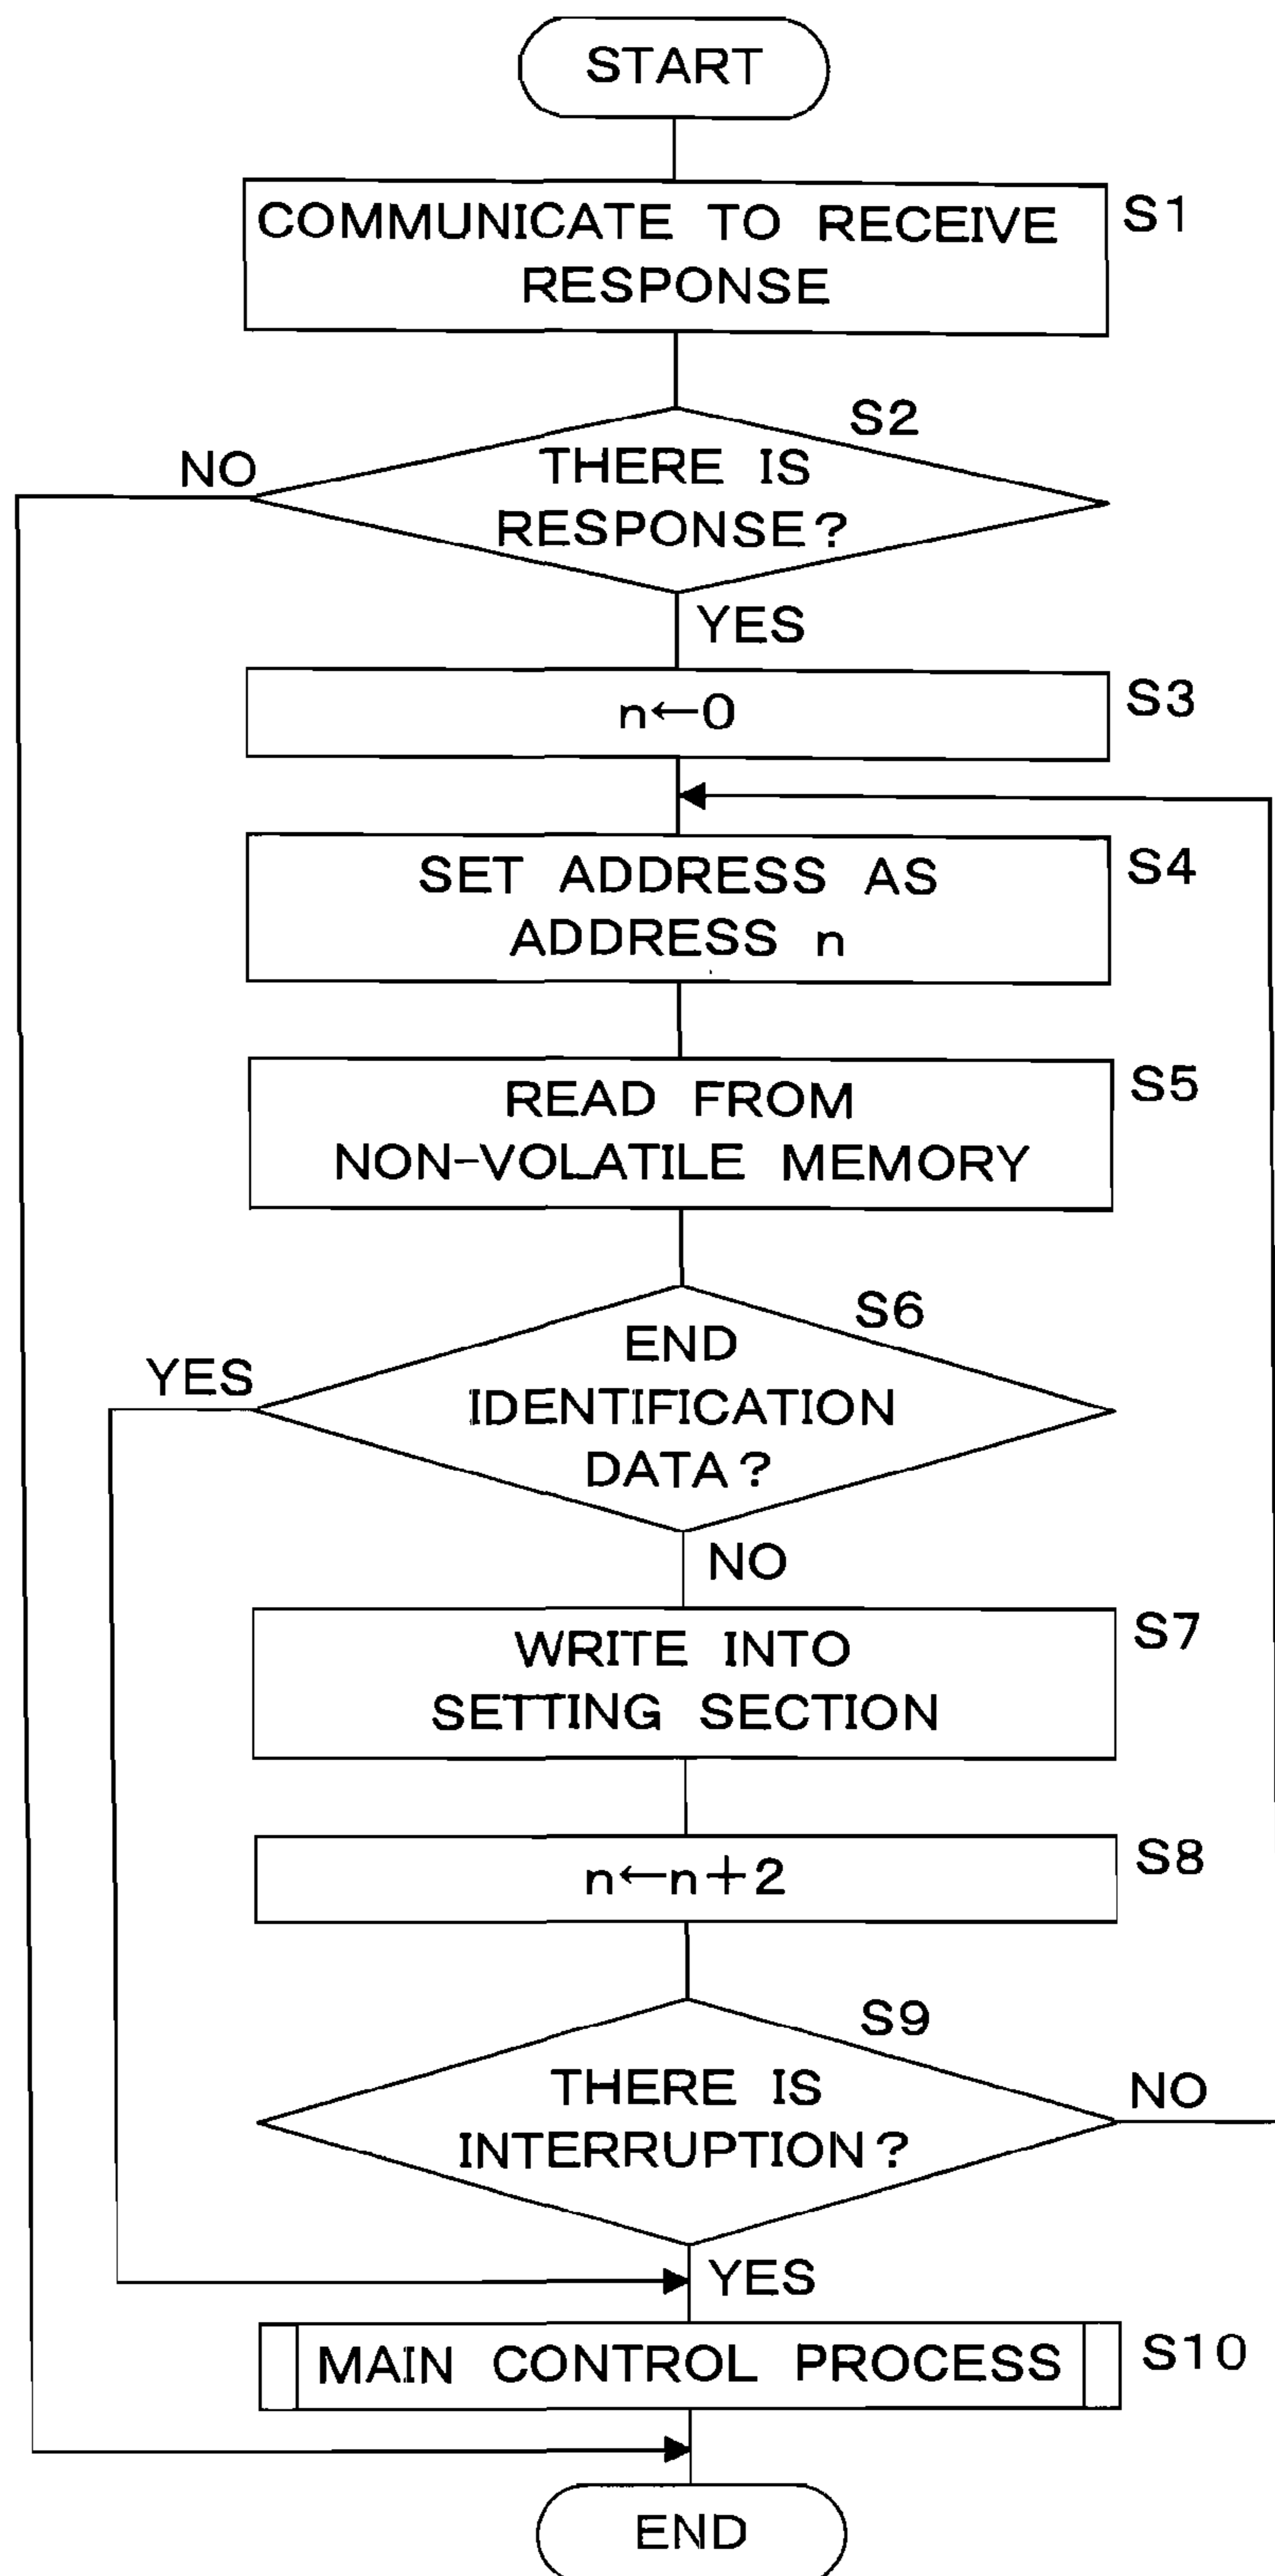 START
COMMUNICATE TO RECEIVE
RESPONSE
S1
S2
NO
THERE IS
RESPONSE?
YES
n←0
S3
SET ADDRESS AS
ADDRESS n
S4
READ FROM
NON-VOLATILE MEMORY
S5
S6
YES
END
IDENTIFICATION
DATA?
NO
WRITE INTO
SETTING SECTION
S7
n←n+2
S8
S9
THERE IS
INTERRUPTION?
NO
YES
MAIN CONTROL PROCESS
S10
END